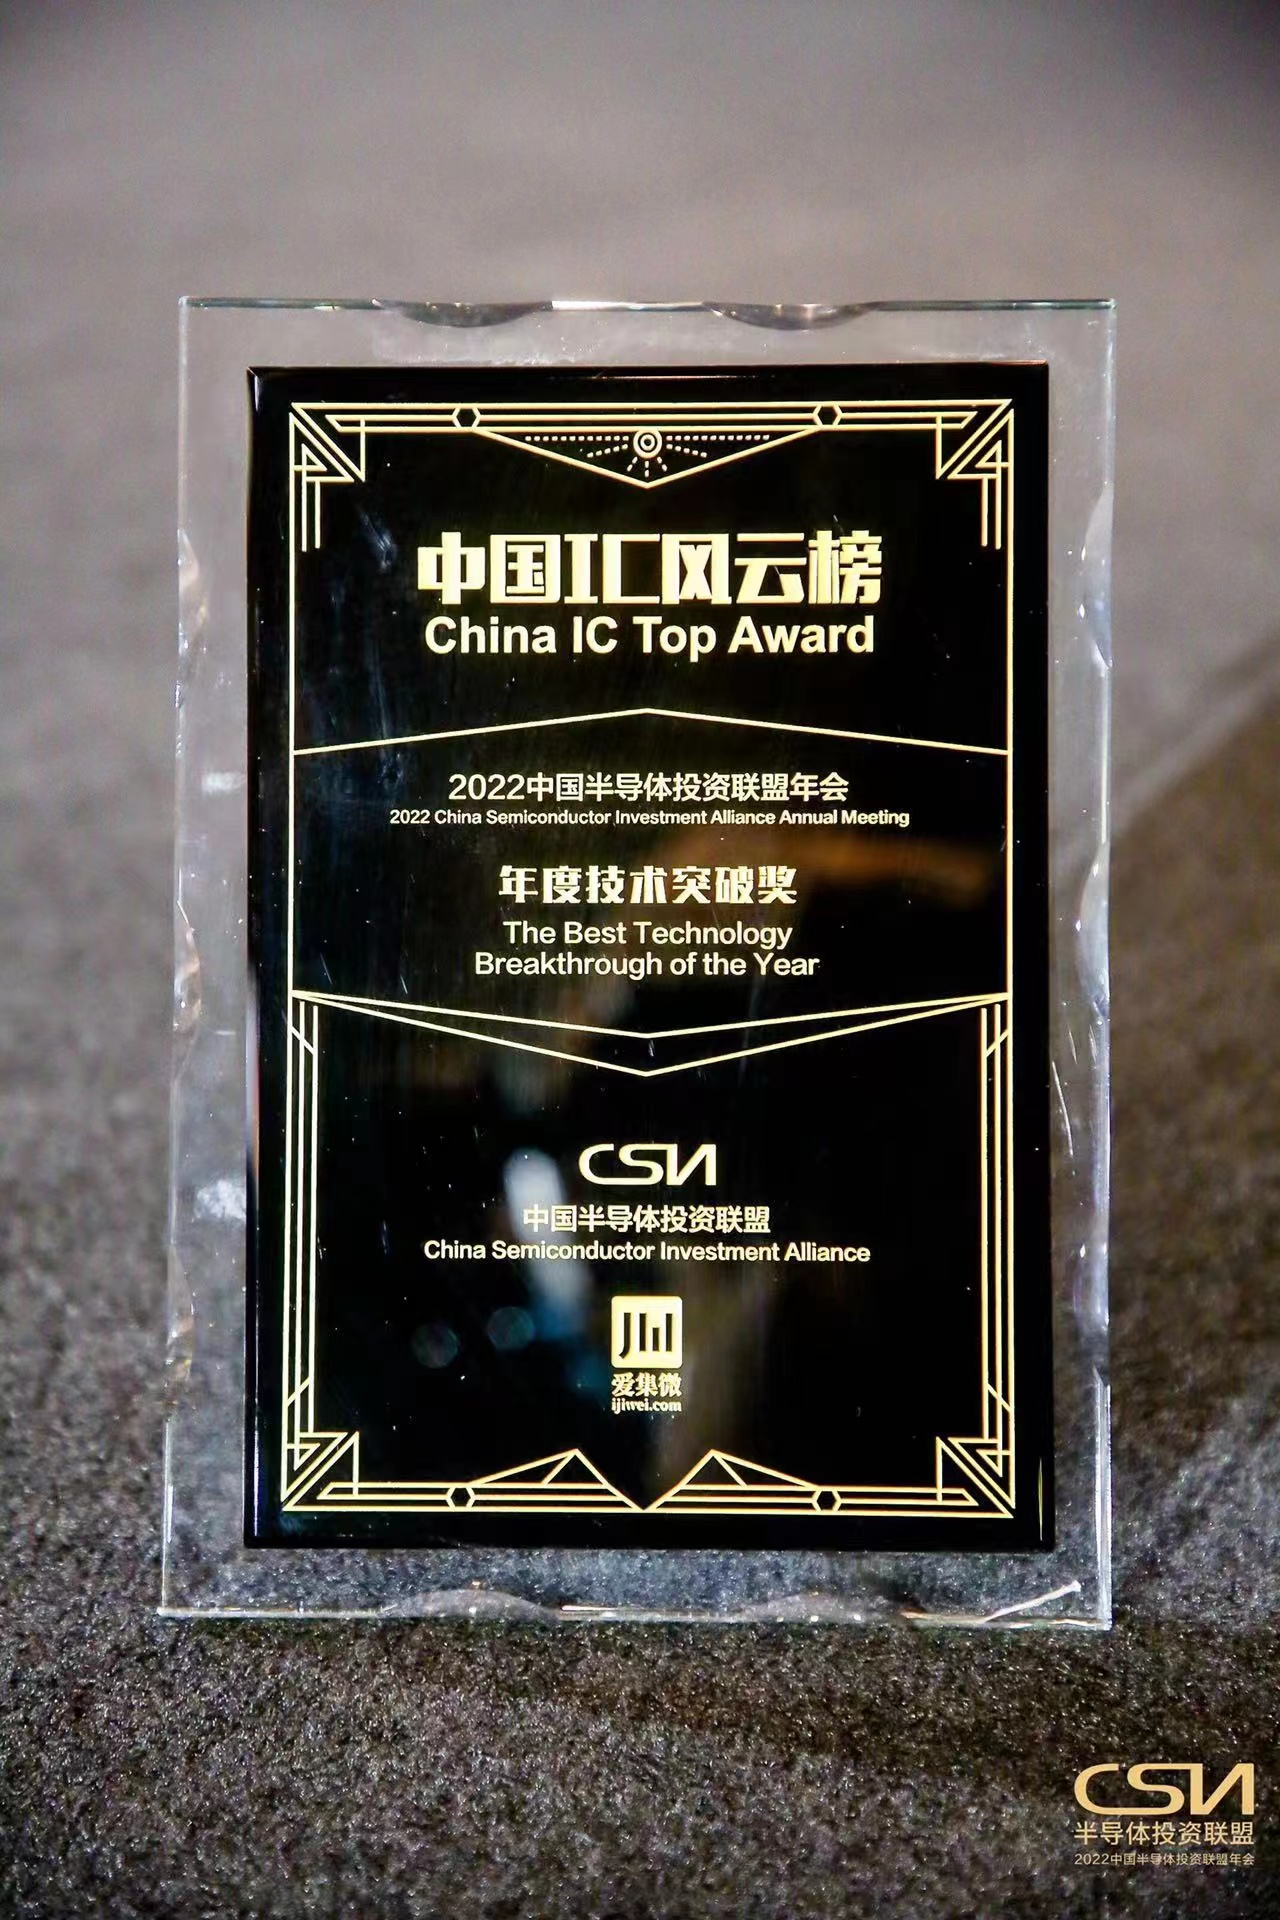 中国IC风云榜
China IC Top Award
2022中国半导体投资联盟年会
2022 China Semiconductor Investment Alliance Annual Meeting
年度技术突破奖
The Best Technology
Breakthrough of the Year
CSIA
中国半导体投资联盟
China Semiconductor Investment Alliance
JW
爱集微
ijiwei.com
CSIA
半导体投资联盟
2022中国半导体投资联盟年会